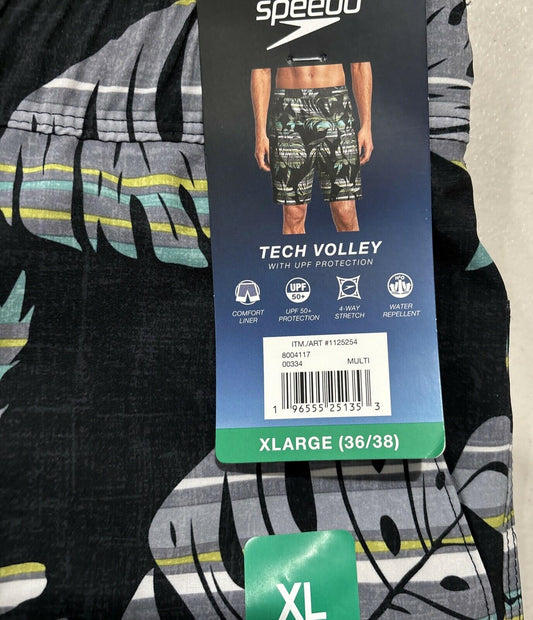 speedo
TECH VOLLEY
WITH UPF PROTECTION
COMFORT
LINER
UPF
50+
UPF 50+
PROTECTION
4-WAY
STRETCH
H²O
WATER
REPELLENT
ITM./ART #1125254
8004117
00334 MULTI
1 96555 25135 3
XLARGE (36/38)
XL